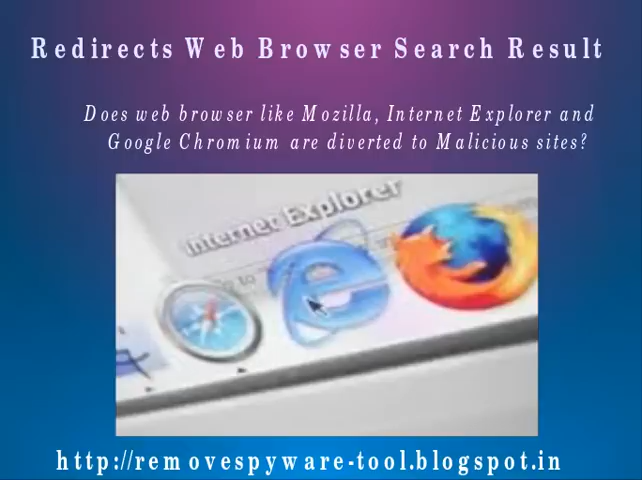 Redirects Web Browser Search Result
Does web browser like Mozilla, Internet Explorer and
Google Chromium are diverted to Malicious sites?
Internet Explorer
http://removespyware-tool.blogspot.in